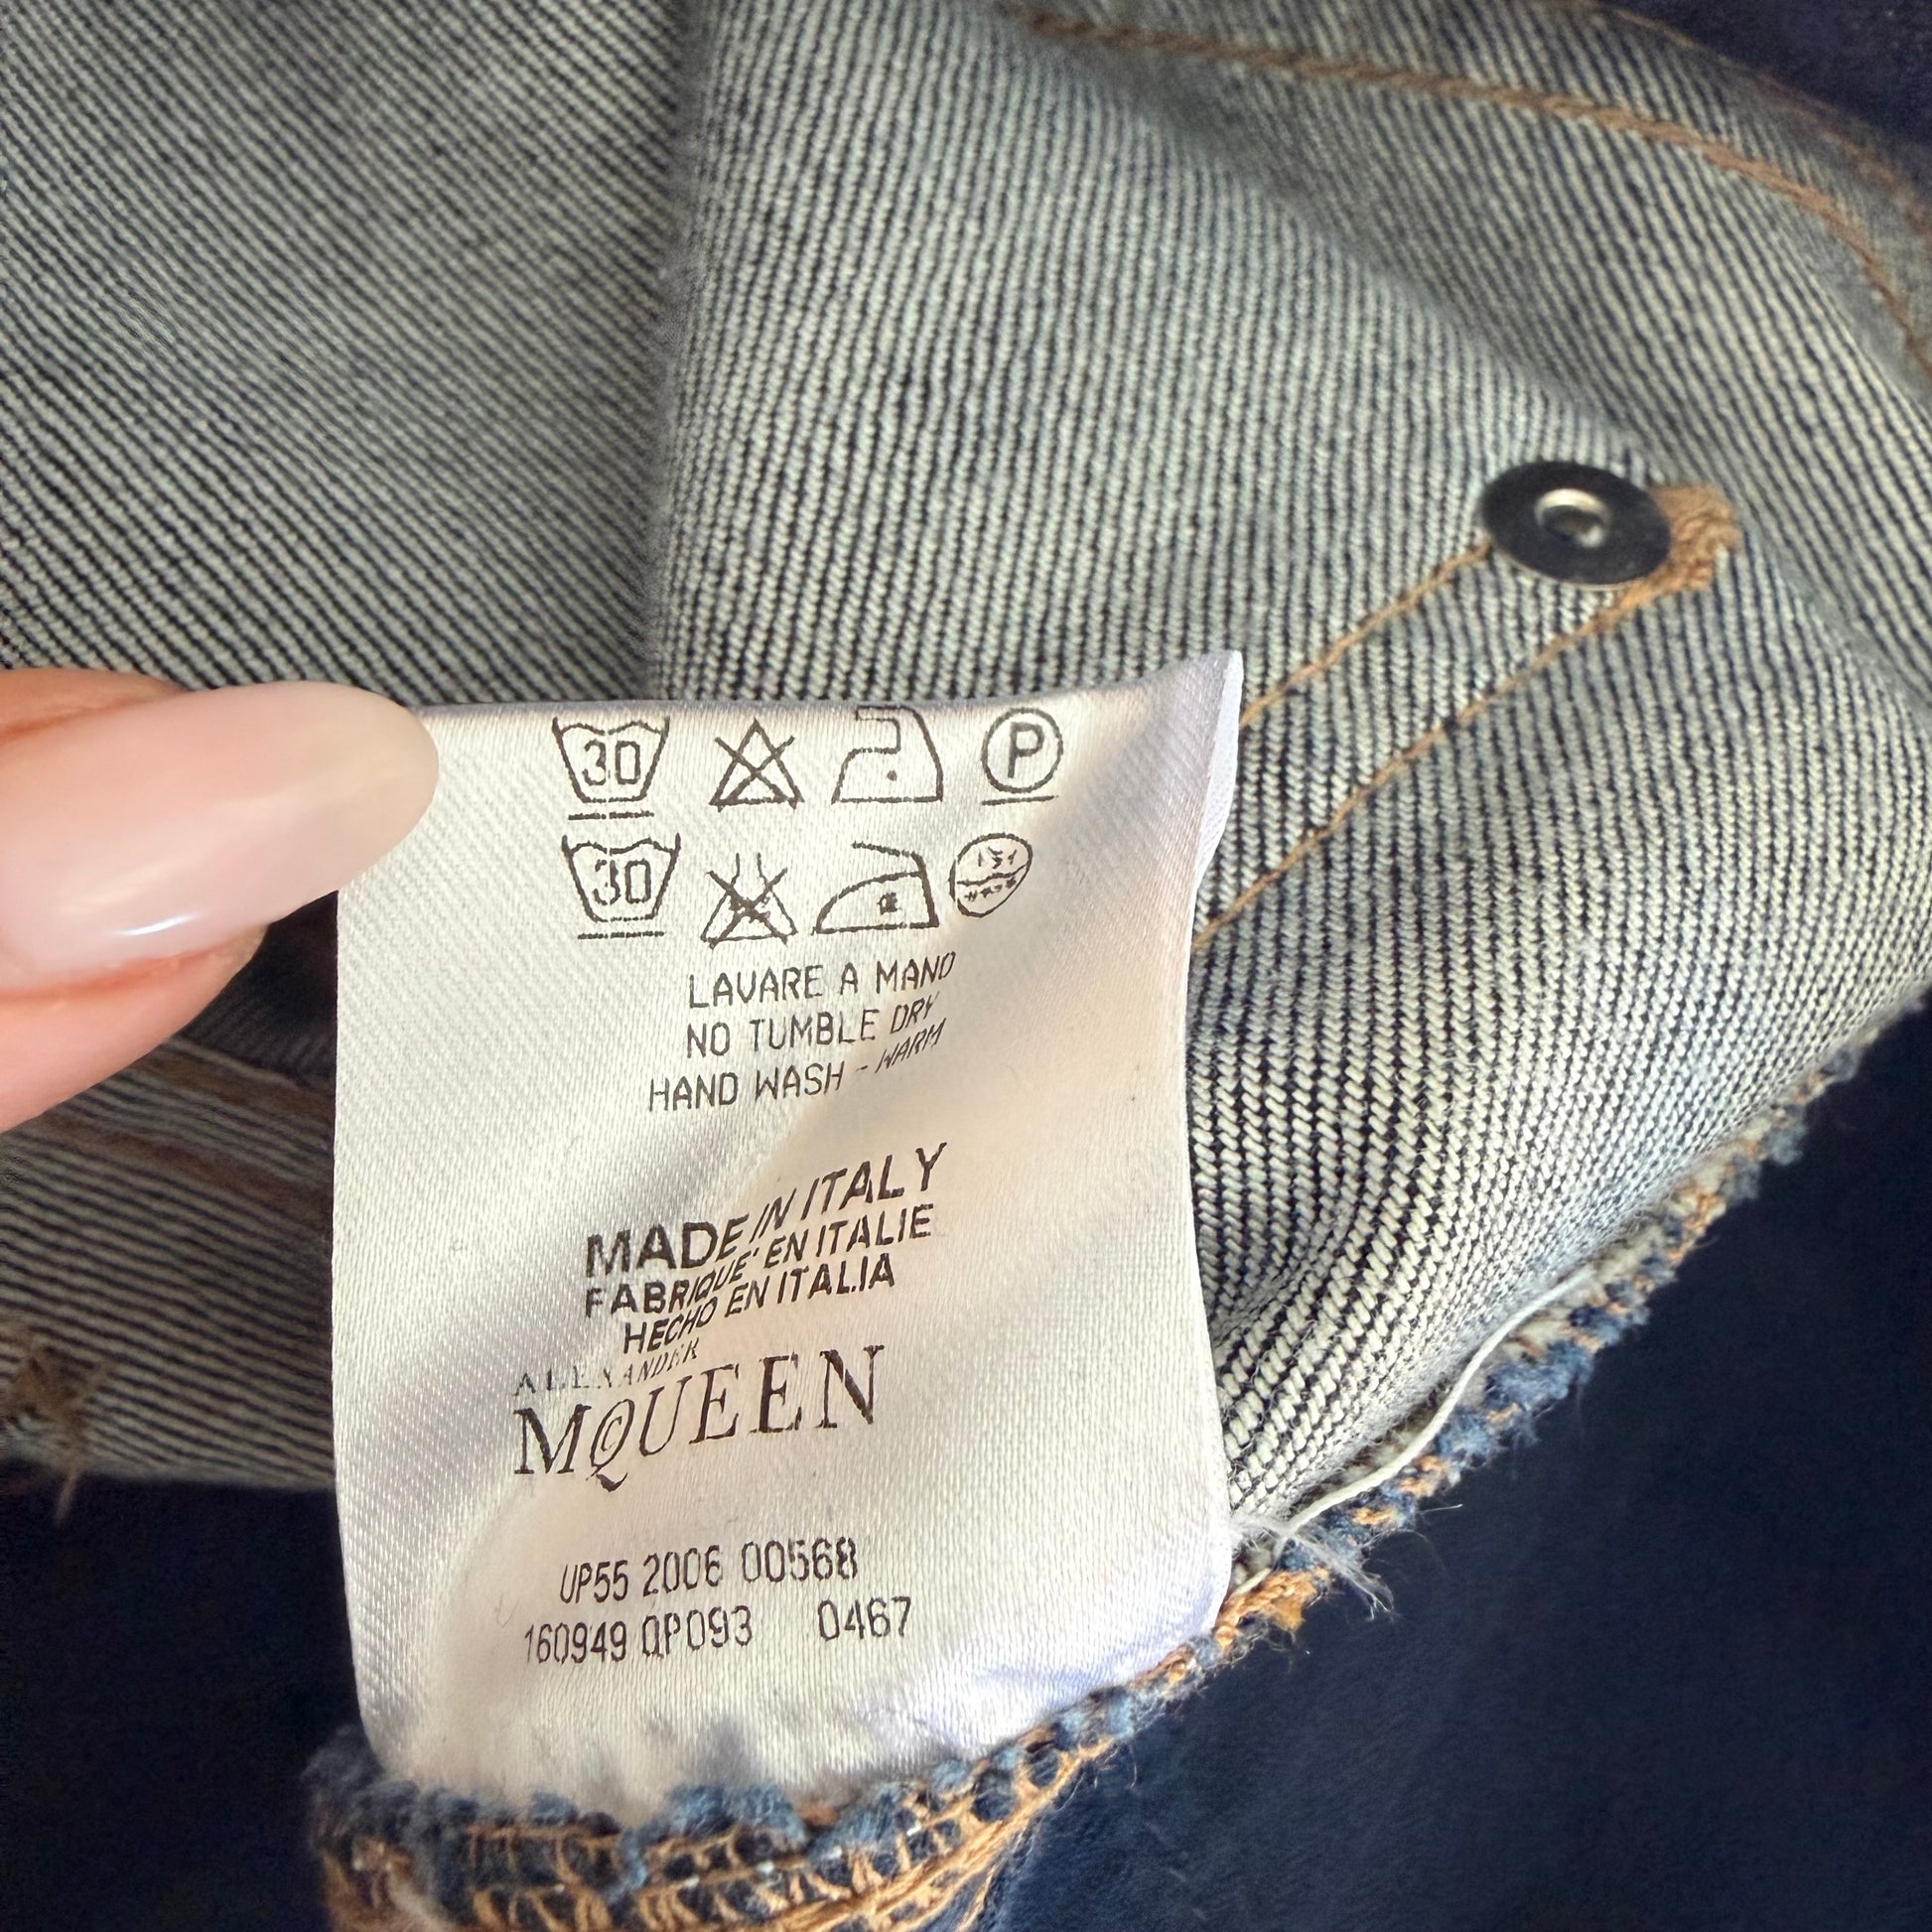 30 P
30
LAVARE A MANO
NO TUMBLE DRY
HAND WASH - WARM
MADE IN ITALY
FABRIQUE' EN ITALIE
HECHO EN ITALIA
ALEXANDER
MCQUEEN
UP55 2006 00568
160949 QP093 0467